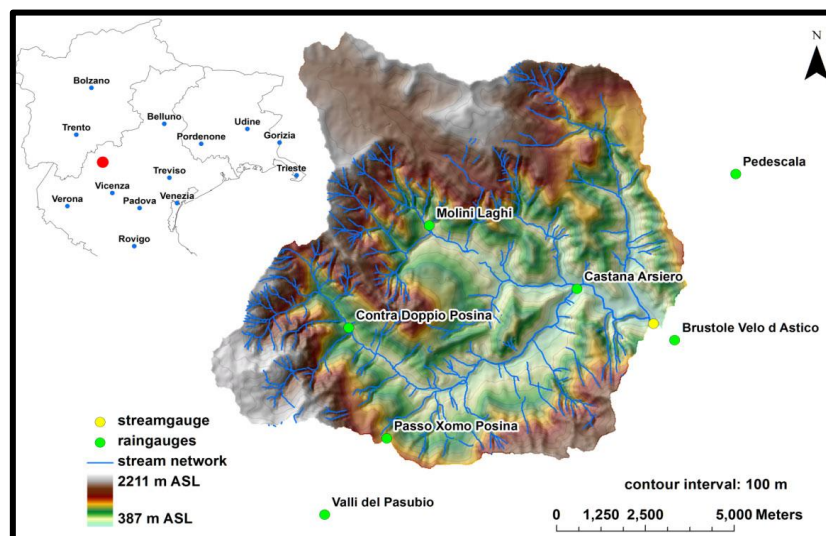 N
Bolzano
Belluno
Udine
Trento
Pordenone
Gorizia
Treviso
Trieste
Vicenza
Verona
Padova
Venezia
Rovigo
Pedescala
Molini Laghi
Castana Arsiero
Contra Doppio Posina
Brustole Velo d Astico
Passo Xomo Posina
Valli del Pasubio
streamgauge
raingauges
stream network
2211 m ASL
387 m ASL
contour interval: 100 m
0 1,250 2,500 5,000 Meters